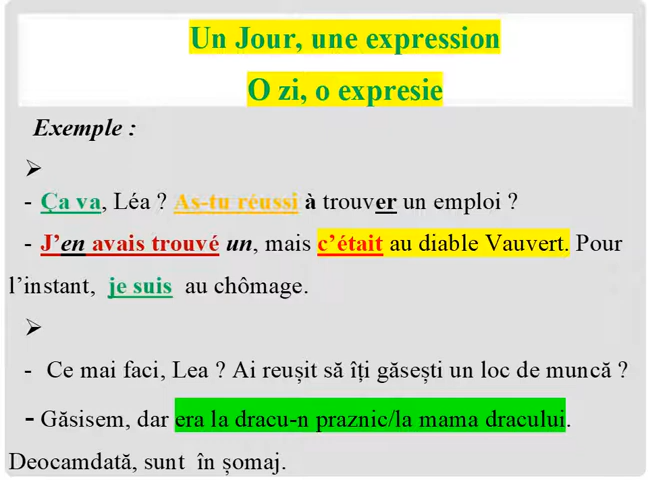 Un Jour, une expression
O zi, o expresie
Exemple :
➢
- Ça va, Léa ? As-tu réussi à trouver un emploi ?
- J’en avais trouvé un, mais c’était au diable Vauvert. Pour
l’instant, je suis au chômage.
➢
- Ce mai faci, Lea ? Ai reușit să îți găsești un loc de muncă ?
- Găsisem, dar era la dracu-n praznic/la mama dracului.
Deocamdată, sunt în șomaj.